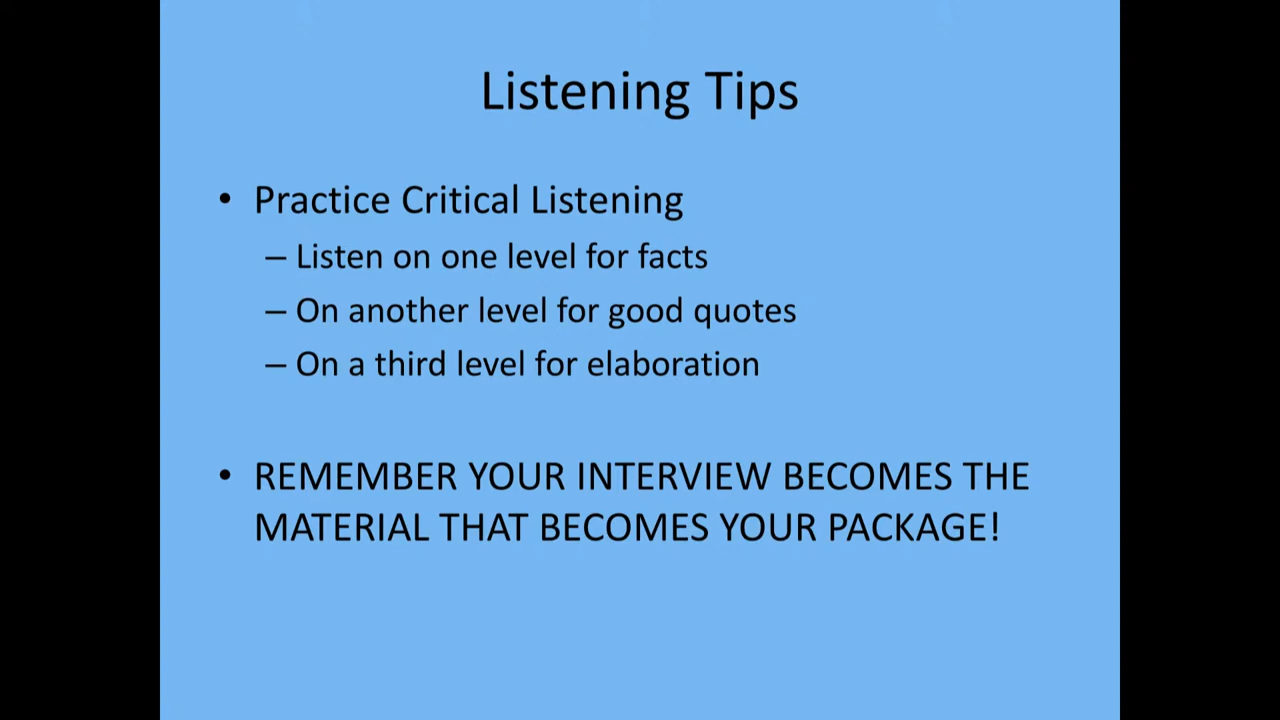 Listening Tips
• Practice Critical Listening
– Listen on one level for facts
– On another level for good quotes
– On a third level for elaboration
• REMEMBER YOUR INTERVIEW BECOMES THE
MATERIAL THAT BECOMES YOUR PACKAGE!